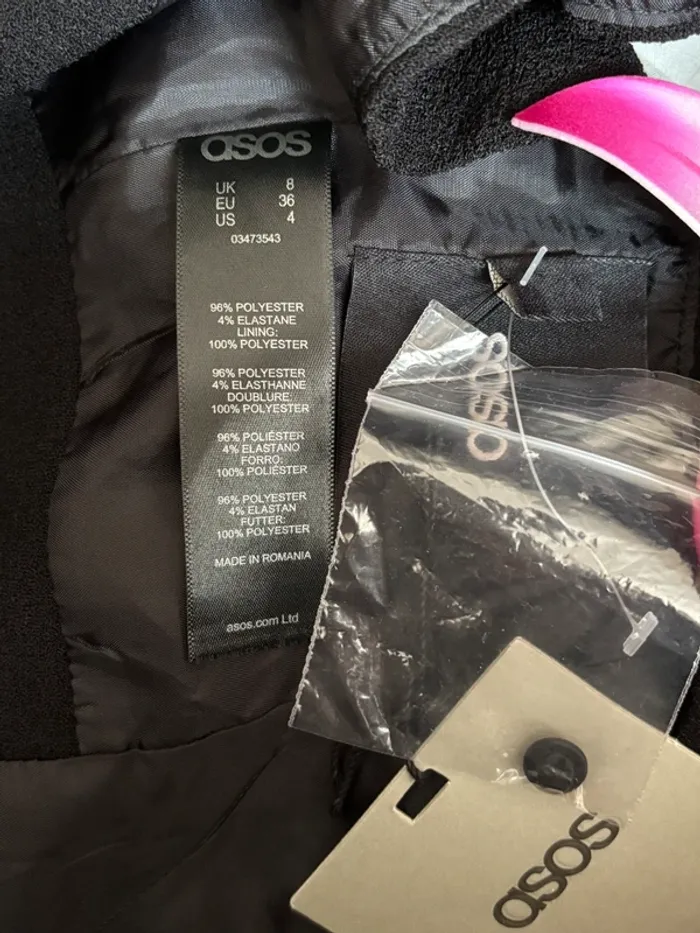 asos
UK 8
EU 36
US 4
03473543
96% POLYESTER
4% ELASTANE
LINING:
100% POLYESTER
96% POLYESTER
4% ELASTHANNE
DOUBLURE:
100% POLYESTER
96% POLIÉSTER
4% ELASTANO
FORRO:
100% POLIÉSTER
96% POLYESTER
4% ELASTAN
FUTTER:
100% POLYESTER
MADE IN ROMANIA
asos.com Ltd
asos
asos